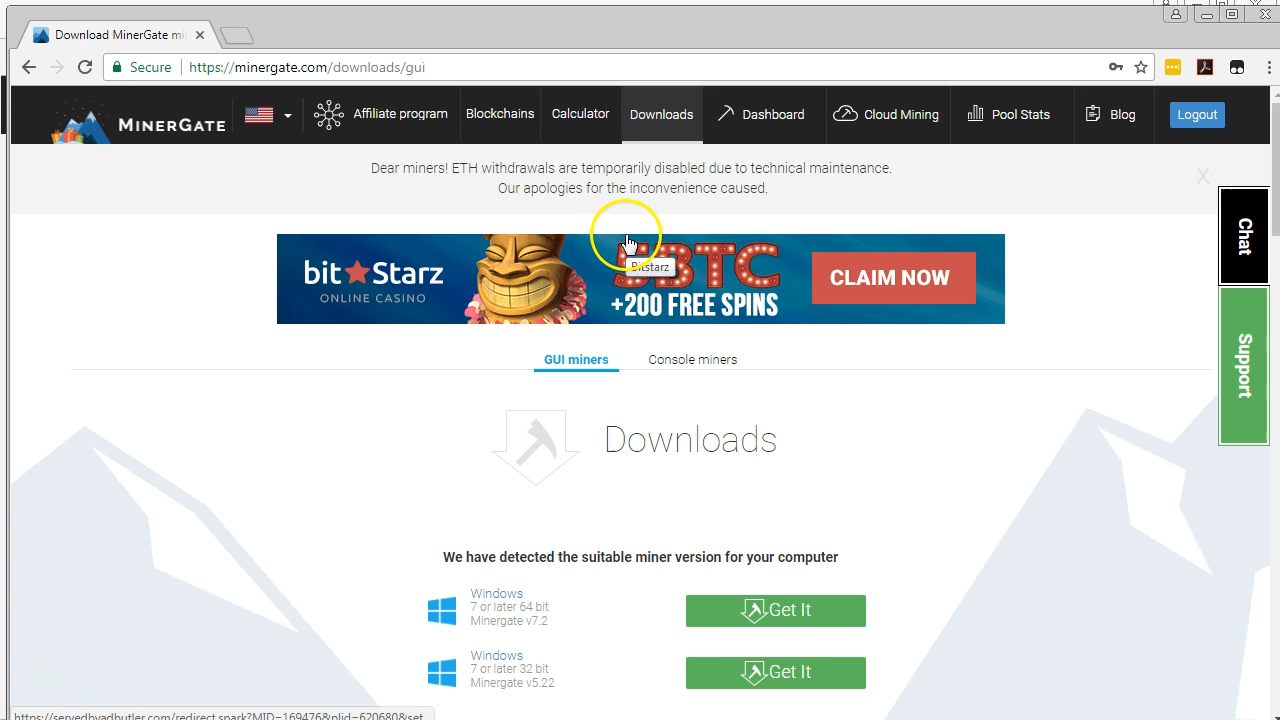 Download MinerGate mi
Secure
https://minergate.com/downloads/gui
MINERGATE
Affiliate program
Blockchains
Calculator
Downloads
Dashboard
Cloud Mining
Pool Stats
Blog
Logout
Dear miners! ETH withdrawals are temporarily disabled due to technical maintenance.
Our apologies for the inconvenience caused.
X
Chat
Support
bitStarz
ONLINE CASINO
5BTC
+200 FREE SPINS
CLAIM NOW
Bitstarz
GUI miners
Console miners
Downloads
We have detected the suitable miner version for your computer
Windows
7 or later 64 bit
Minergate v7.2
Get It
Windows
7 or later 32 bit
Minergate v5.22
Get It
https://servedbyadbutler.com/redirect.spark?MID=169476&plid=620680&set